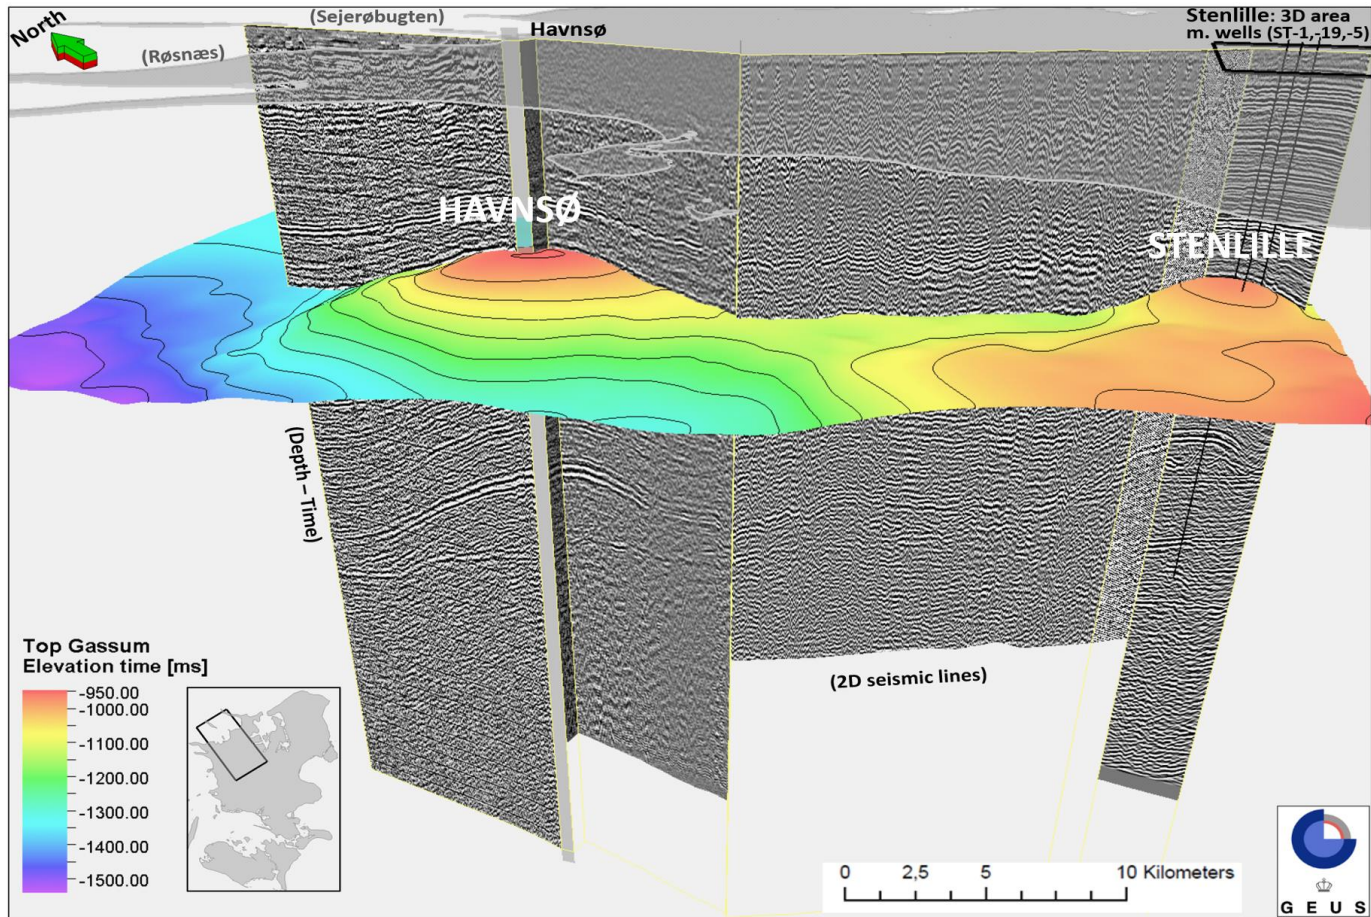 North
(Sejerøbugten)
Havnsø
Stenlille: 3D area
m. wells (ST-1,-19,-5)
(Røsnæs)
HAVNSØ
STENLILLE
(Depth – Time)
(2D seismic lines)
Top Gassum
Elevation time [ms]
-950.00
-1000.00
-1100.00
-1200.00
-1300.00
-1400.00
-1500.00
0 2,5 5 10 Kilometers
G E U S